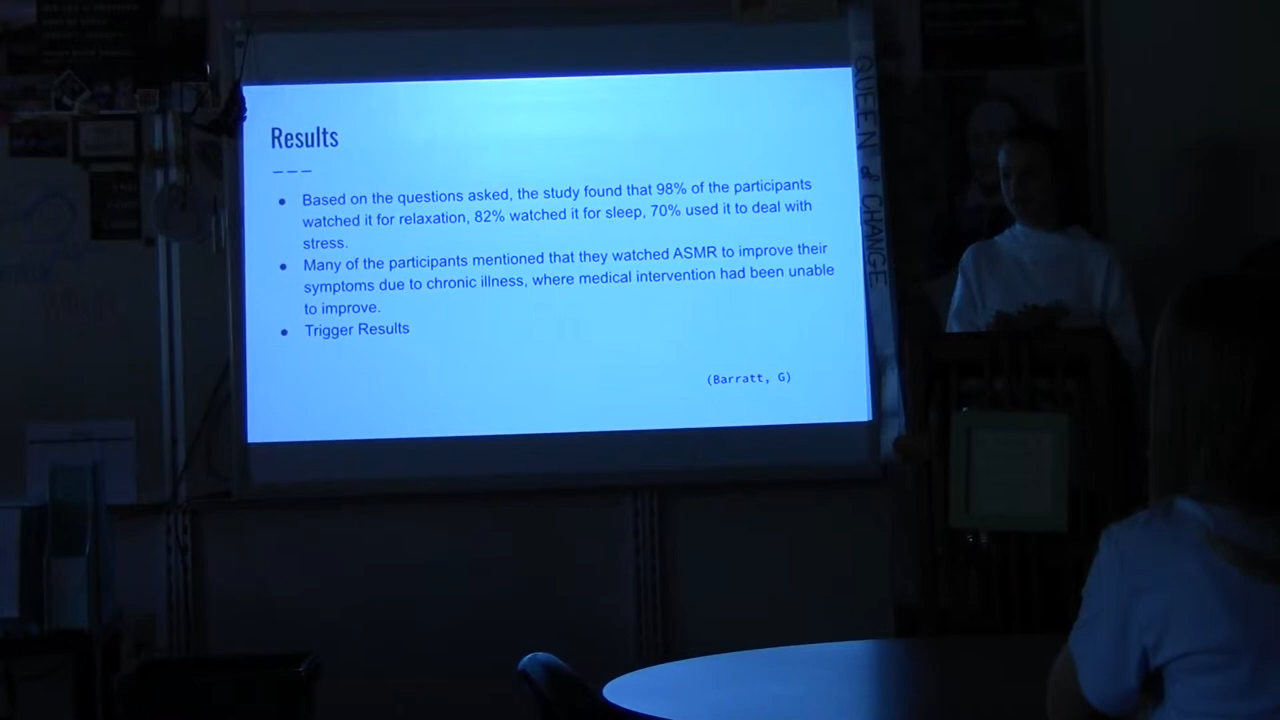 Results
___
● Based on the questions asked, the study found that 98% of the participants
watched it for relaxation, 82% watched it for sleep, 70% used it to deal with
stress.
● Many of the participants mentioned that they watched ASMR to improve their
symptoms due to chronic illness, where medical intervention had been unable
to improve.
● Trigger Results
(Barratt, G)
QUEEN & CHANGE